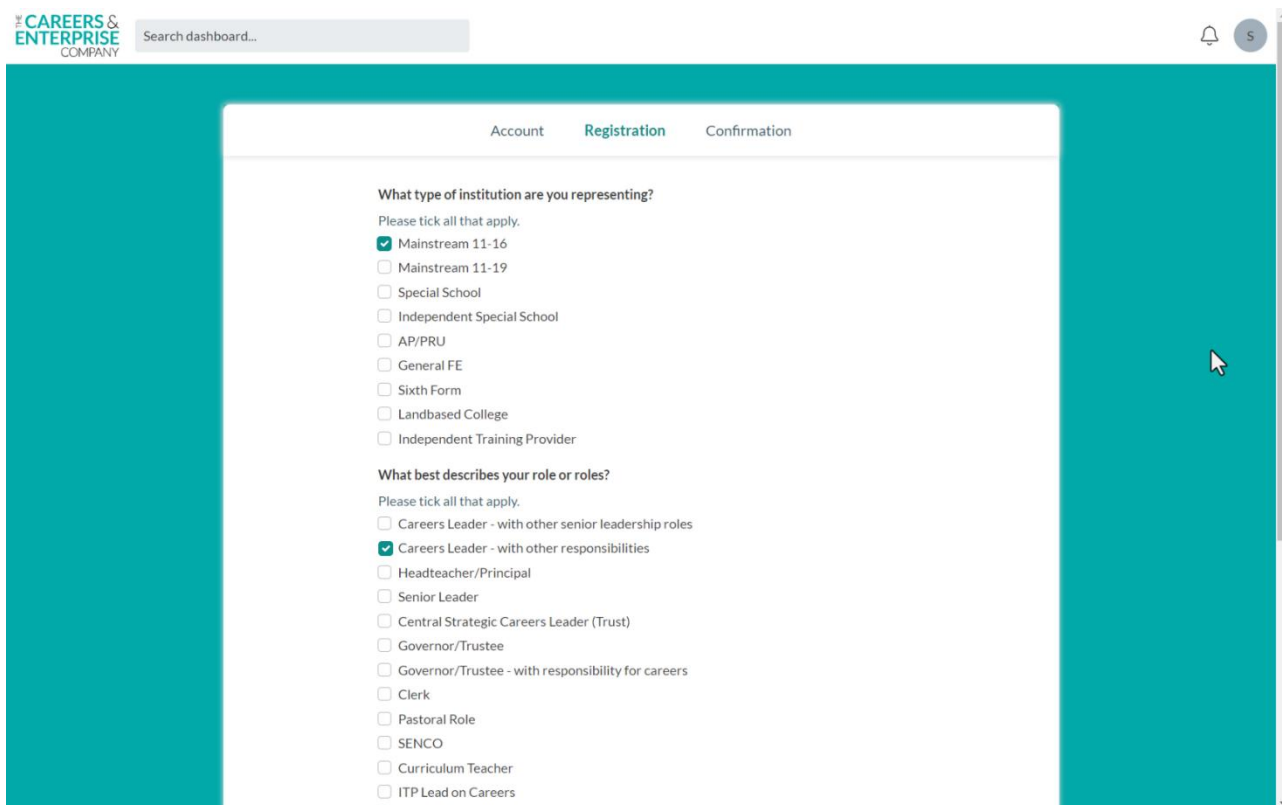 THE
CAREERS &
ENTERPRISE
COMPANY
Search dashboard...
S
Account Registration Confirmation
What type of institution are you representing?
Please tick all that apply.
Mainstream 11-16
Mainstream 11-19
Special School
Independent Special School
AP/PRU
General FE
Sixth Form
Landbased College
Independent Training Provider
What best describes your role or roles?
Please tick all that apply.
Careers Leader - with other senior leadership roles
Careers Leader - with other responsibilities
Headteacher/Principal
Senior Leader
Central Strategic Careers Leader (Trust)
Governor/Trustee
Governor/Trustee - with responsibility for careers
Clerk
Pastoral Role
SENCO
Curriculum Teacher
ITP Lead on Careers